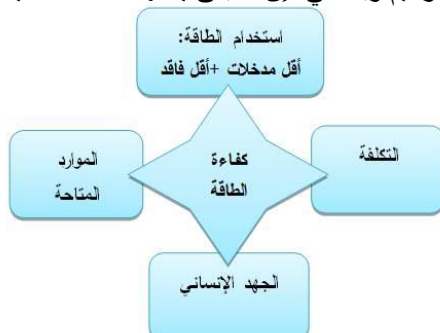 استخدام الطاقة:
أقل مدخلات +أقل فاقد
التكلفة
كفاءة
الطاقة
الموارد
المتاحة
الجهد الإنساني